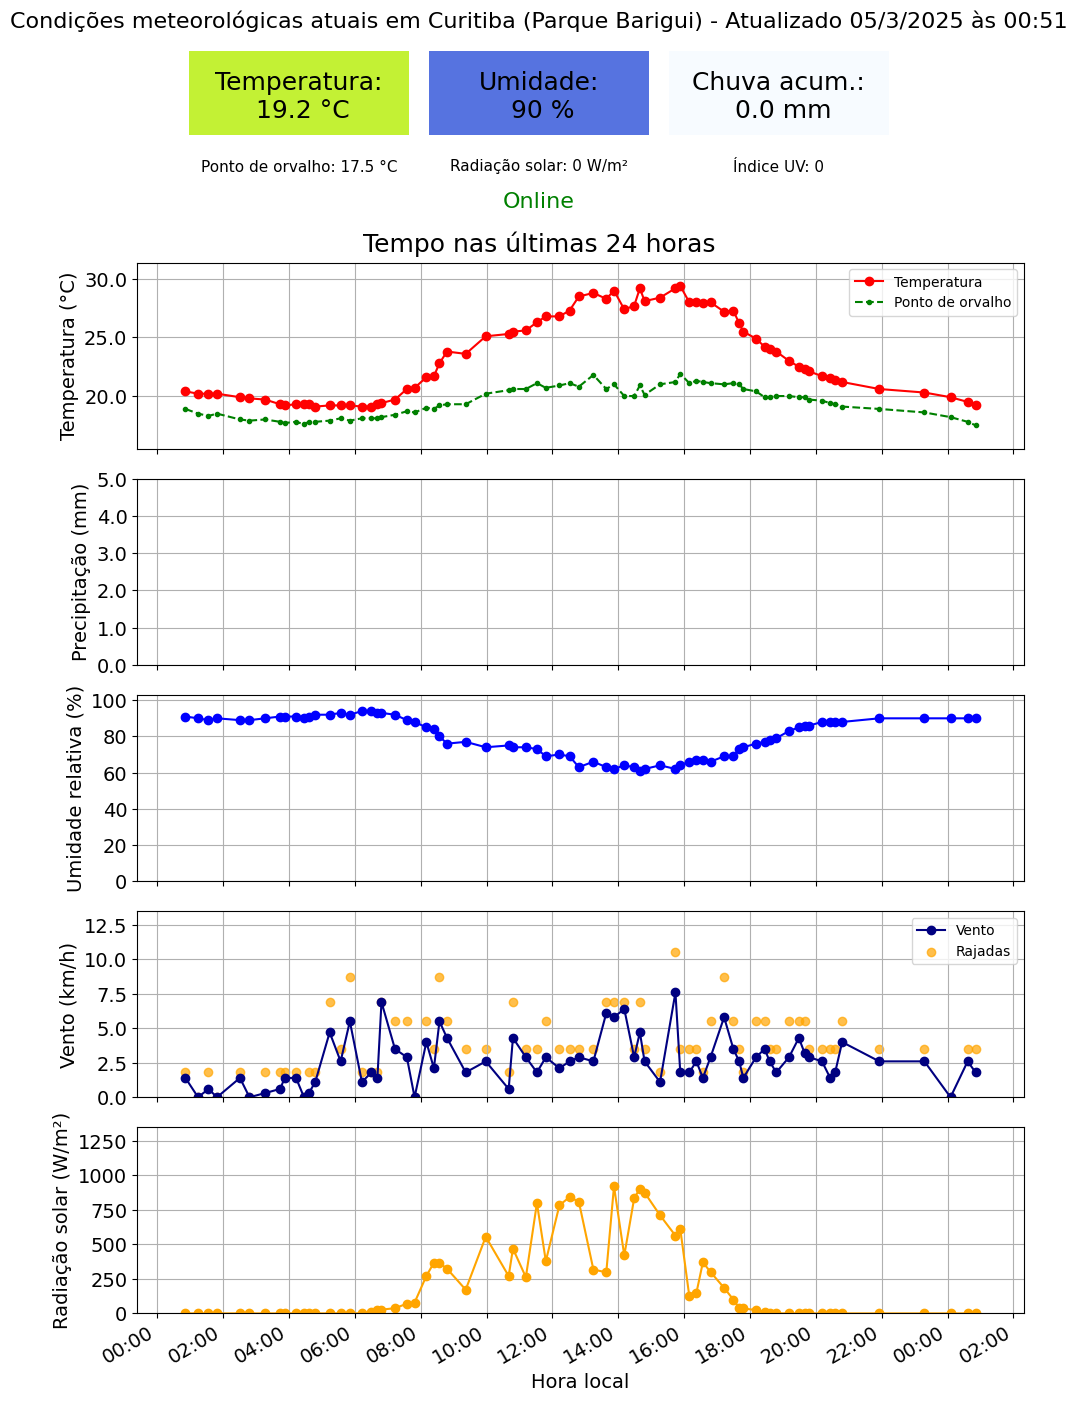 Condições meteorológicas atuais em Curitiba (Parque Barigui) - Atualizado 05/3/2025 às 00:51
Temperatura:
19.2 °C
Umidade:
90 %
Chuva acum.:
0.0 mm
Ponto de orvalho: 17.5 °C
Radiação solar: 0 W/m²
Índice UV: 0
Online
Tempo nas últimas 24 horas
Temperatura (°C)
30.0
25.0
20.0
Temperatura
Ponto de orvalho
Precipitação (mm)
5.0
4.0
3.0
2.0
1.0
0.0
Umidade relativa (%)
100
80
60
40
20
0
Vento (km/h)
12.5
10.0
7.5
5.0
2.5
0.0
Vento
Rajadas
Radiação solar (W/m²)
1250
1000
750
500
250
0
00:00
02:00
04:00
06:00
08:00
10:00
12:00
14:00
16:00
18:00
20:00
22:00
00:00
02:00
Hora local